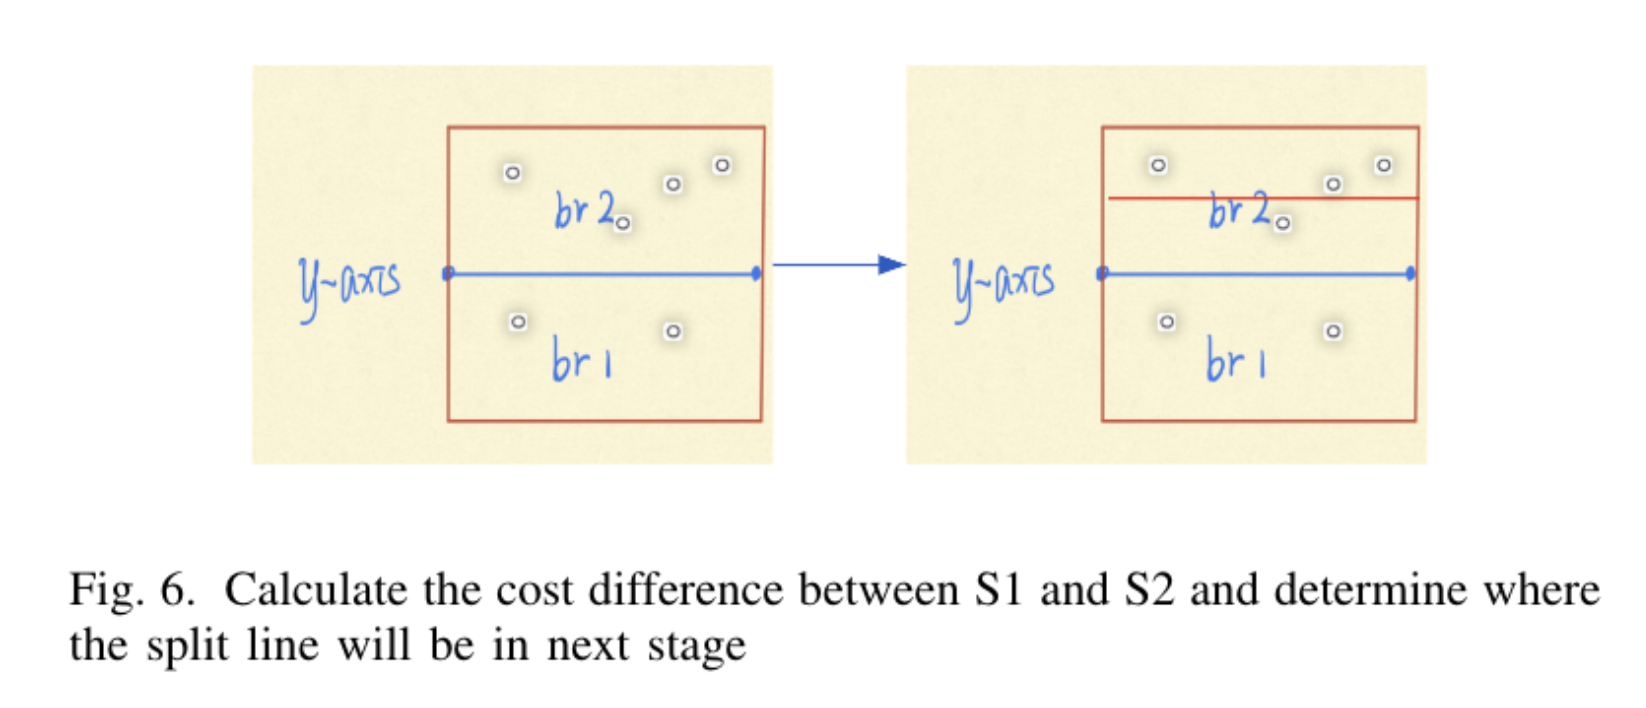 br 2
y-axis
br 1
br 2
y-axis
br 1
Fig. 6. Calculate the cost difference between S1 and S2 and determine where
the split line will be in next stage